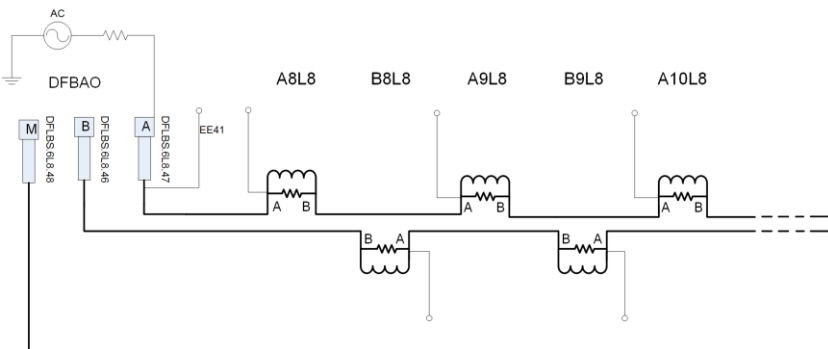 AC
DFBAO
A8L8
B8L8
A9L8
B9L8
A10L8
M
DFLBS.6L8.48
B
DFLBS.6L8.46
A
DFLBS.6L8.47
EE41
A B
A B
A B
B A
B A